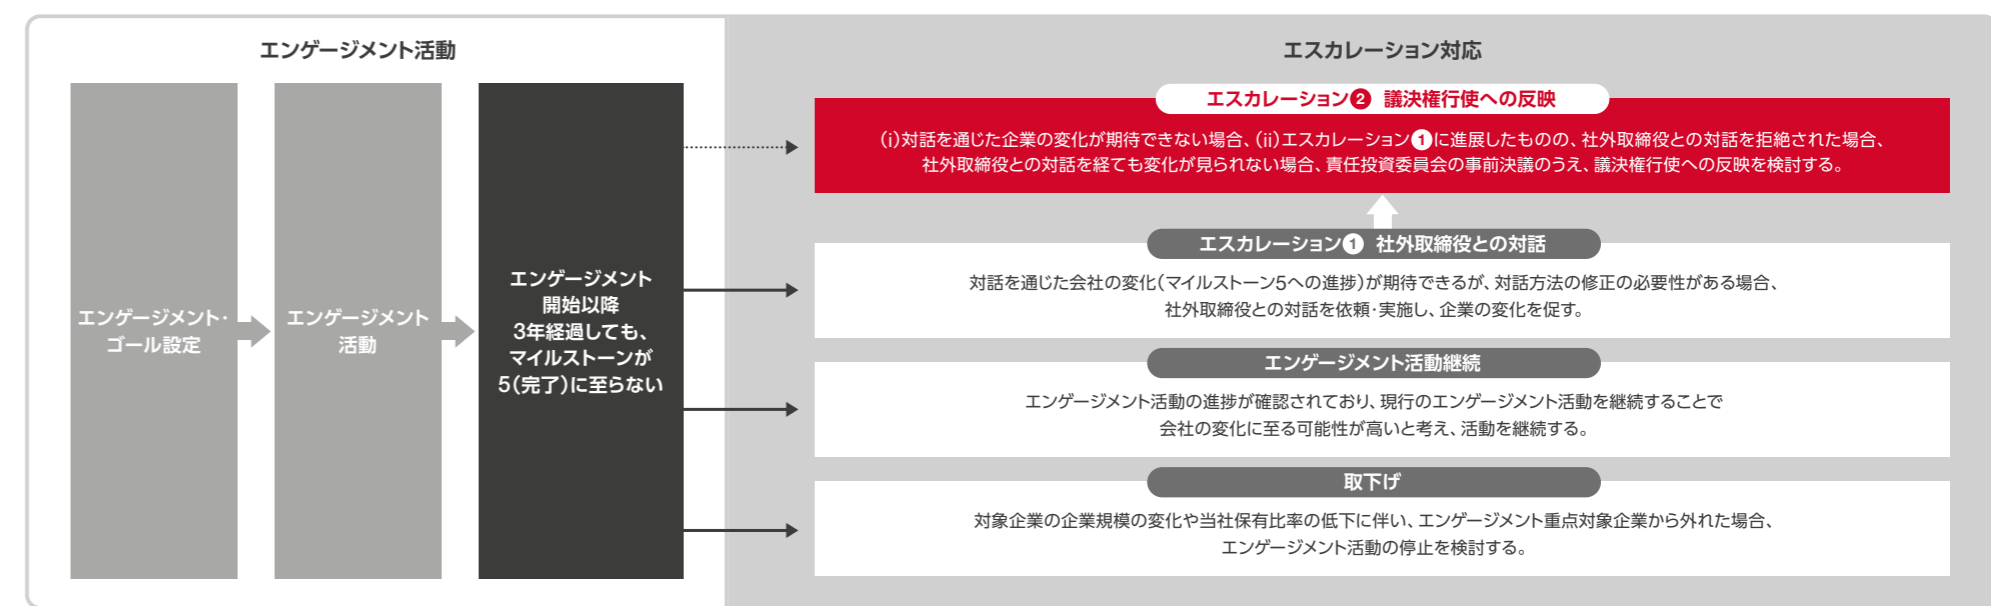 エンゲージメント活動
エンゲージメント・
ゴール設定
エンゲージメント
活動
エンゲージメント
開始以降
3年経過しても、
マイルストーンが
5(完了)に至らない
エスカレーション対応
エスカレーション❷ 議決権行使への反映
(i)対話を通じた企業の変化が期待できない場合、(ii)エスカレーション❶に進展したものの、社外取締役との対話を拒絶された場合、
社外取締役との対話を経ても変化が見られない場合、責任投資委員会の事前決議のうえ、議決権行使への反映を検討する。
エスカレーション❶ 社外取締役との対話
対話を通じた会社の変化(マイルストーン5への進捗)が期待できるが、対話方法の修正の必要性がある場合、
社外取締役との対話を依頼・実施し、企業の変化を促す。
エンゲージメント活動継続
エンゲージメント活動の進捗が確認されており、現行のエンゲージメント活動を継続することで
会社の変化に至る可能性が高いと考え、活動を継続する。
取下げ
対象企業の企業規模の変化や当社保有比率の低下に伴い、エンゲージメント重点対象企業から外れた場合、
エンゲージメント活動の停止を検討する。